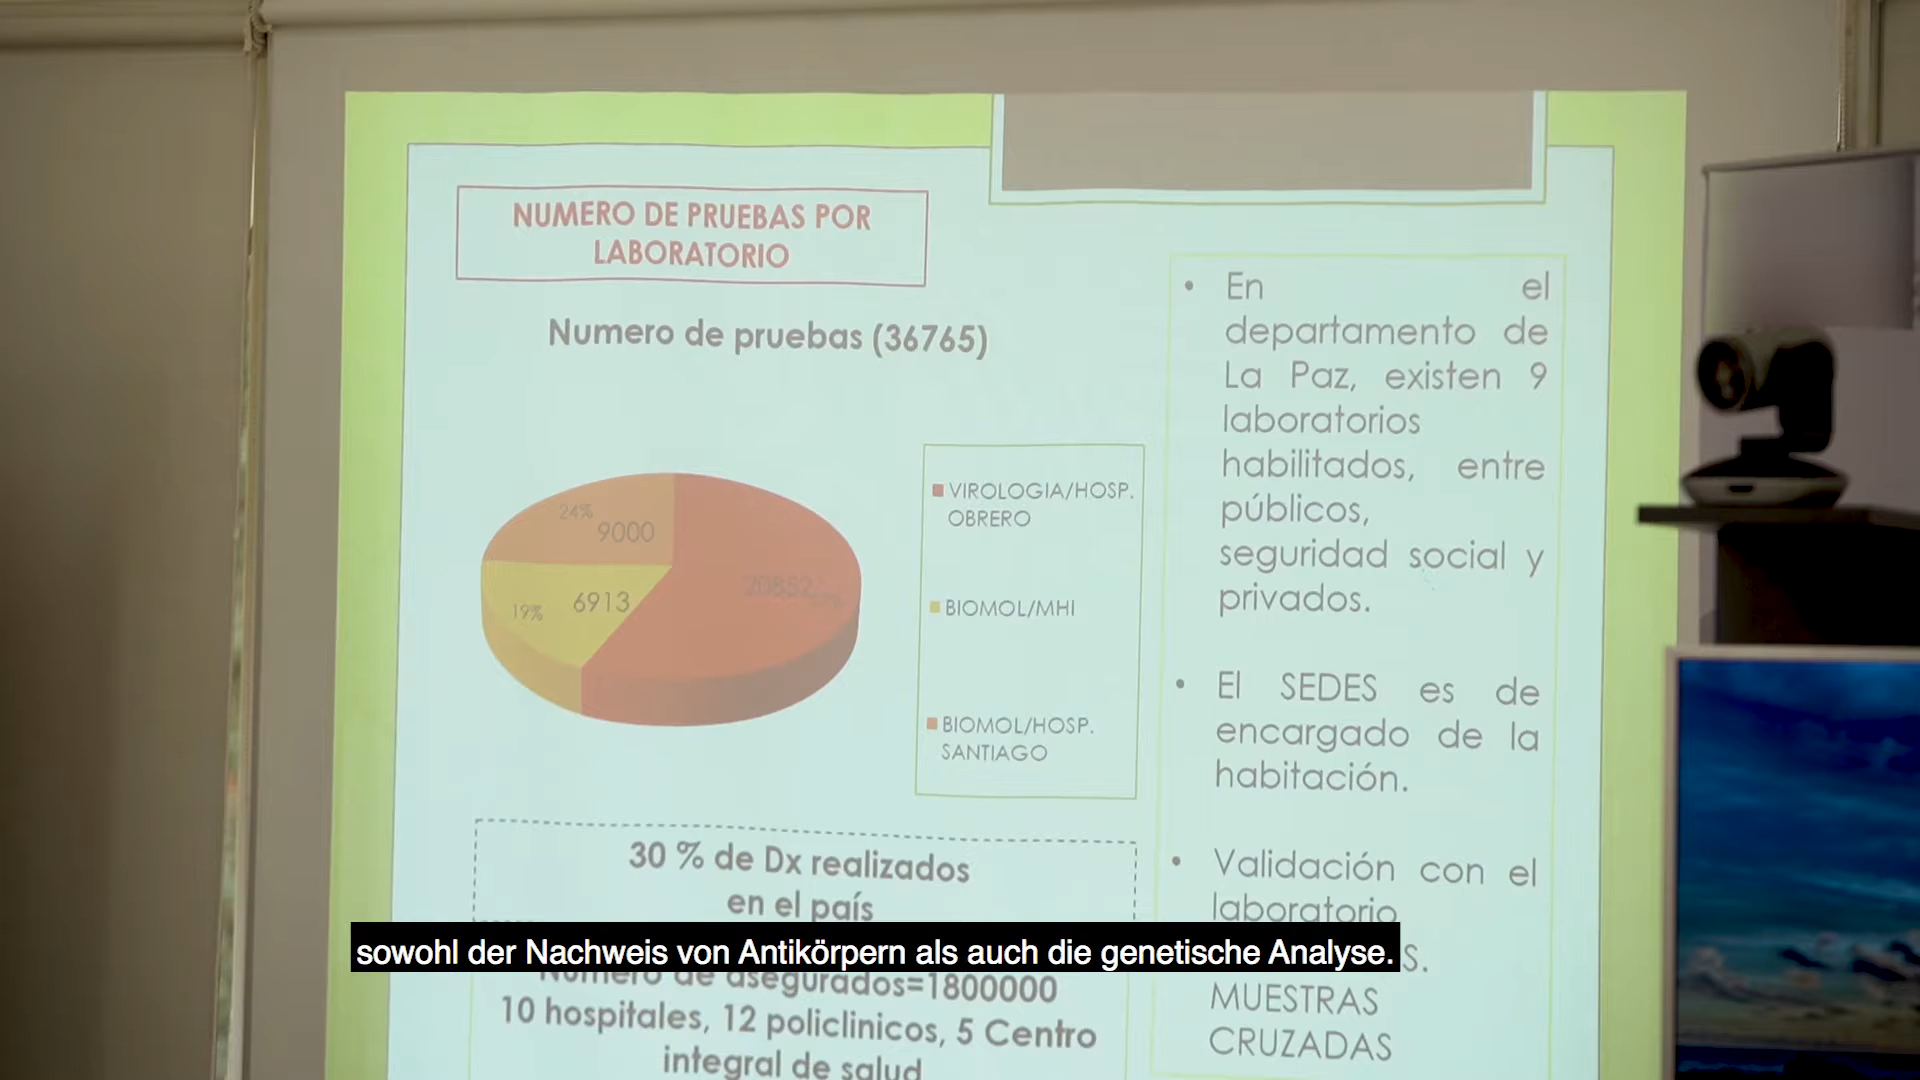 NUMERO DE PRUEBAS POR
LABORATORIO
Numero de pruebas (36765)
24%
9000
20852
19%
6913
VIROLOGIA/HOSP.
OBRERO
BIOMOL/MHI
BIOMOL/HOSP.
SANTIAGO
30 % de Dx realizados
en el país
Numero de asegurados=1800000
10 hospitales, 12 policlinicos, 5 Centro
integral de salud
• En el
departamento de
La Paz, existen 9
laboratorios
habilitados, entre
públicos,
seguridad social y
privados.
• El SEDES es de
encargado de la
habitación.
• Validación con el
laboratorio
S.
MUESTRAS
CRUZADAS
sowohl der Nachweis von Antikörpern als auch die genetische Analyse.